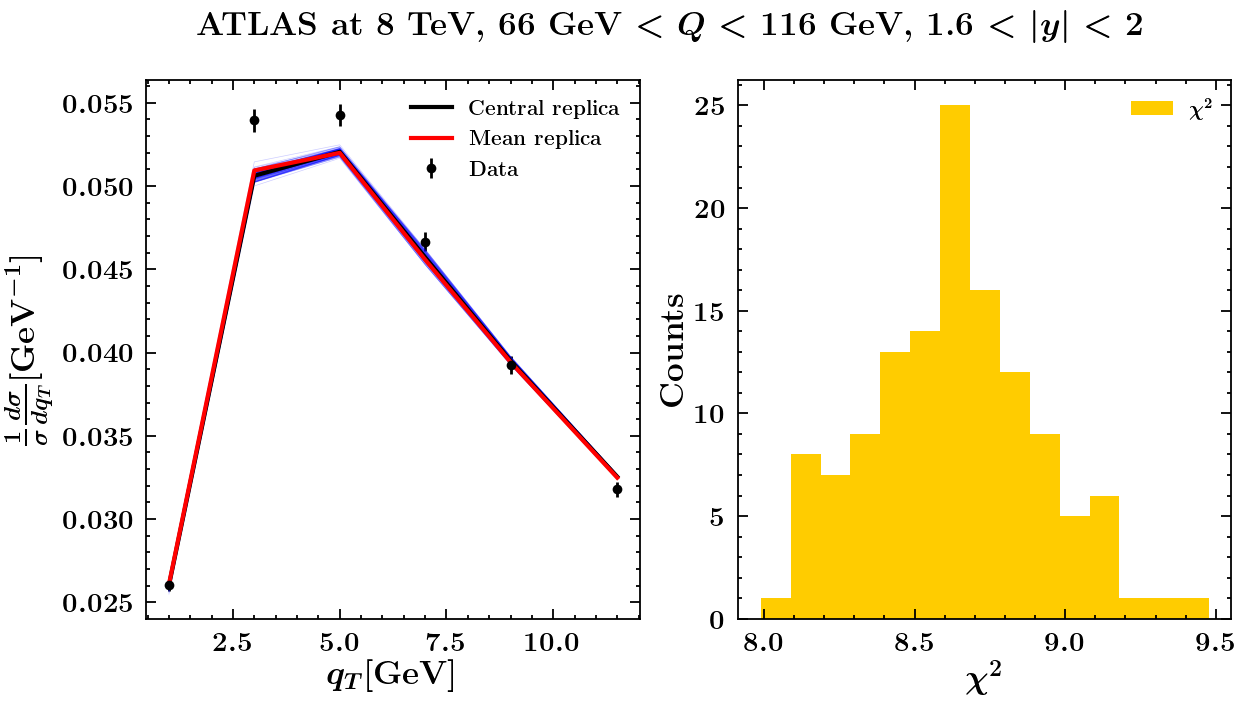 ATLAS at 8 TeV, 66 GeV < Q < 116 GeV, 1.6 < |y| < 2
0.055
0.050
0.045
0.040
0.035
0.030
0.025
1/σ dσ/dq_T [GeV⁻¹]
Central replica
Mean replica
Data
2.5 5.0 7.5 10.0
q_T[GeV]
25
20
15
10
5
0
Counts
χ²
8.0 8.5 9.0 9.5
χ²